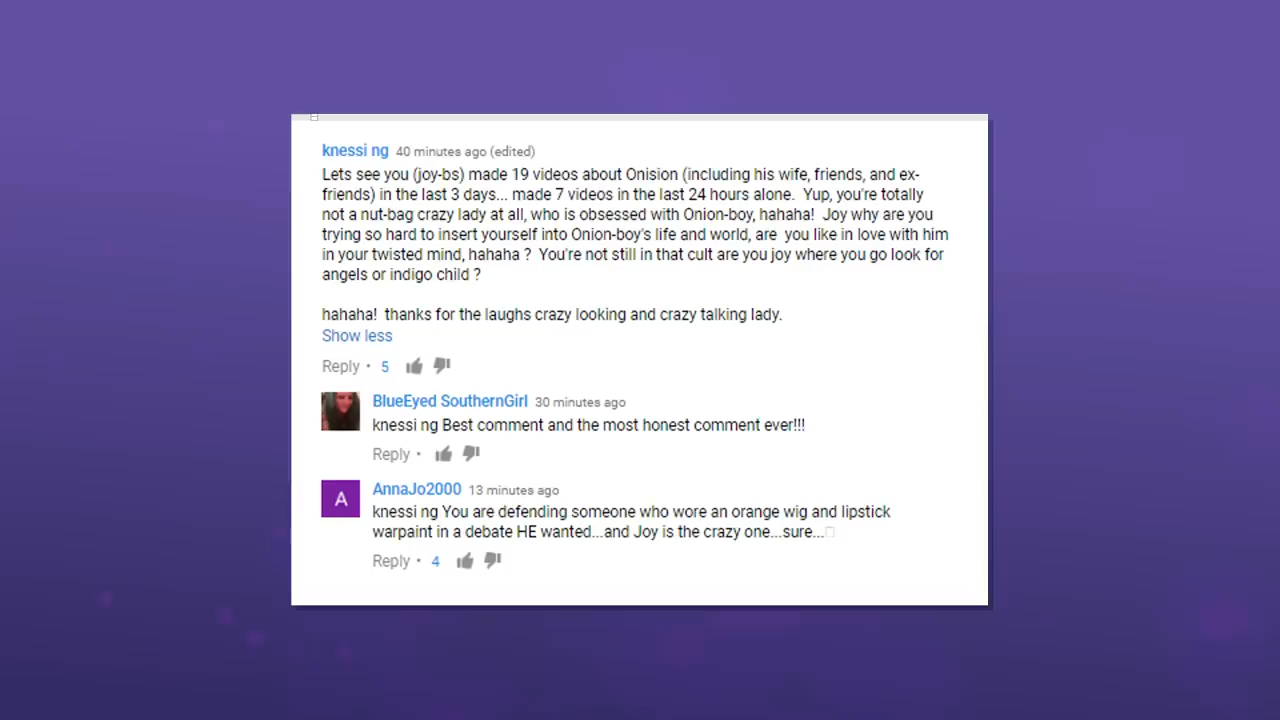 knessi ng 40 minutes ago (edited)
Lets see you (joy-bs) made 19 videos about Onision (including his wife, friends, and ex-
friends) in the last 3 days... made 7 videos in the last 24 hours alone.  Yup, you're totally
not a nut-bag crazy lady at all, who is obsessed with Onion-boy, hahaha!  Joy why are you
trying so hard to insert yourself into Onion-boy's life and world, are  you like in love with him
in your twisted mind, hahaha ?  You're not still in that cult are you joy where you go look for
angels or indigo child ?
hahaha!  thanks for the laughs crazy looking and crazy talking lady.
Show less
Reply • 5
BlueEyed SouthernGirl 30 minutes ago
knessi ng Best comment and the most honest comment ever!!!
Reply •
A
AnnaJo2000 13 minutes ago
knessi ng You are defending someone who wore an orange wig and lipstick
warpaint in a debate HE wanted...and Joy is the crazy one...sure...
Reply • 4